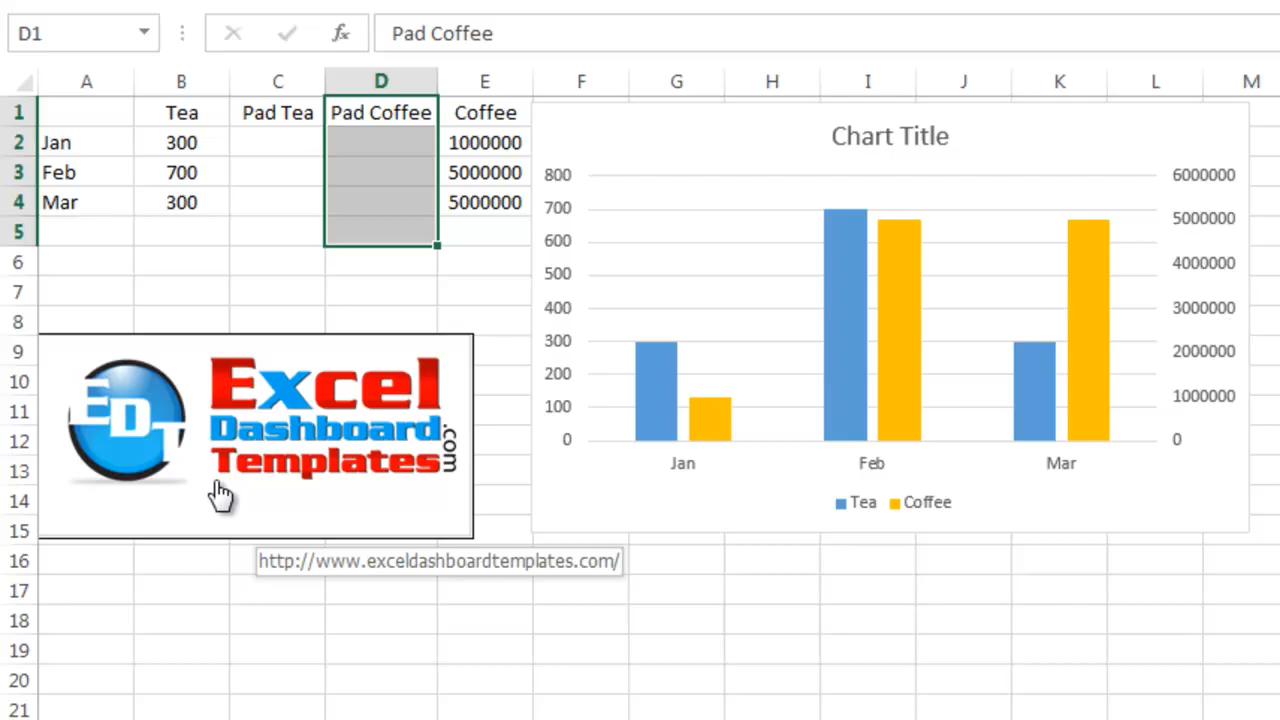 D1 fx Pad Coffee
A B C D E F G H I J K L M
1 Tea Pad Tea Pad Coffee Coffee
2 Jan 300 1000000
3 Feb 700 5000000
4 Mar 300 5000000
5
6
7
8
9
10
11
12
13
14
15
16
17
18
19
20
21
Chart Title
800 6000000
700 5000000
600 4000000
500 3000000
400 2000000
300 1000000
200 0
100
0
Jan Feb Mar
Tea Coffee
EDT
Excel
Dashboard
Templates
.com
http://www.exceldashboardtemplates.com/